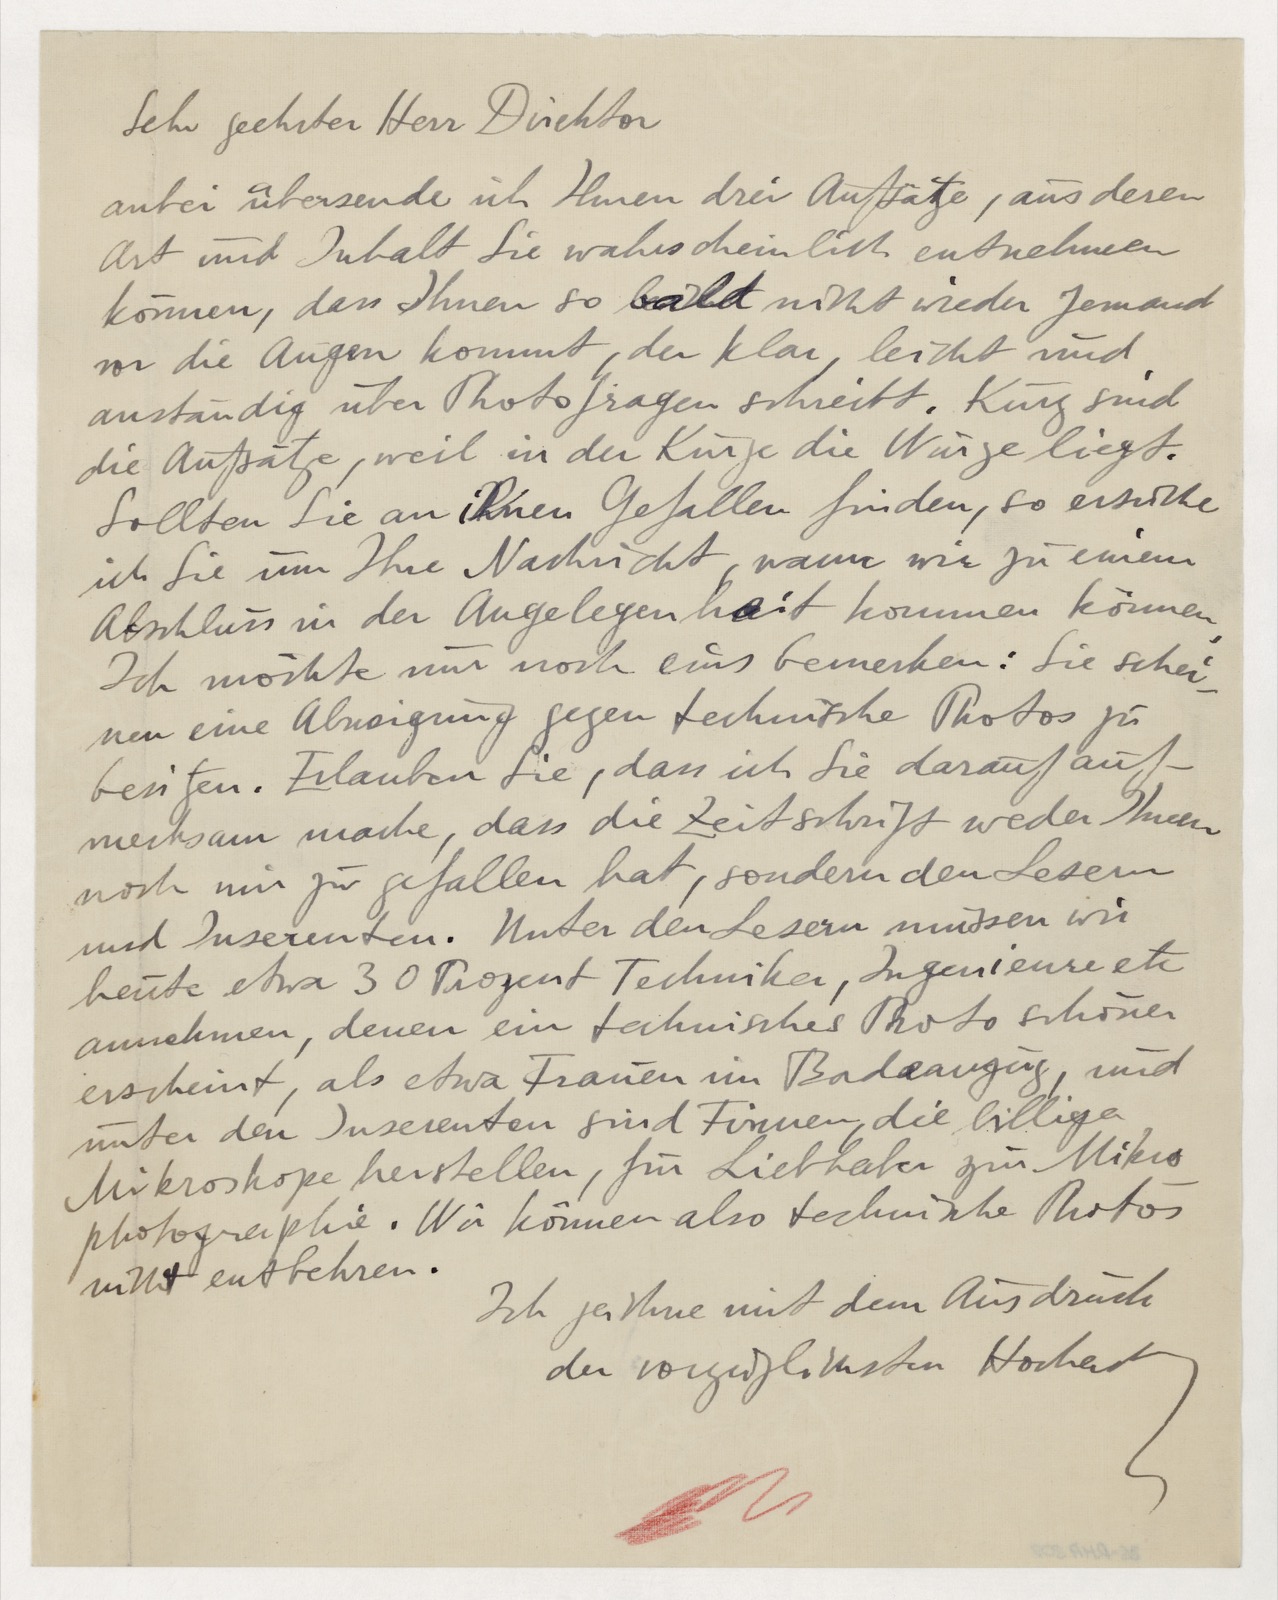 Sehr geehrter Herr Direktor
anbei übersende ich Ihnen drei Aufsätze, aus deren
Art und Inhalt Sie wahrscheinlich entnehmen
können, dass Ihnen so bald nicht wieder Jemand
vor die Augen kommt, der klar, leicht und
anständig über Photofragen schreibt. Kurz sind
die Aufsätze, weil in der Kürze die Würze liegt.
Sollten Sie an ihnen Gefallen finden, so ersuche
ich Sie um Ihre Nachricht, wann wir zu einem
Abschluss in der Angelegenheit kommen können.
Ich möchte nur noch eins bemerken: Sie schei-
nen eine Abneigung gegen technische Photos zu
besitzen. Erlauben Sie, dass ich Sie darauf auf-
merksam mache, dass die Zeitschrift weder Ihnen
noch mir zu gefallen hat, sondern den Lesern
und Inserenten. Unter den Lesern müssen wir
heute etwa 30 Prozent Techniker, Ingenieure etc
annehmen, denen ein technisches Photo schöner
erscheint, als etwa Frauen im Badeanzug, und
unter den Inserenten sind Firmen, die billige
Mikroskope herstellen, für Liebhaber zur Mikro
photographie. Wir können also technische Photos
nicht entbehren.
Ich zeichne mit dem Ausdruck
der vorzüglichsten Hochacht